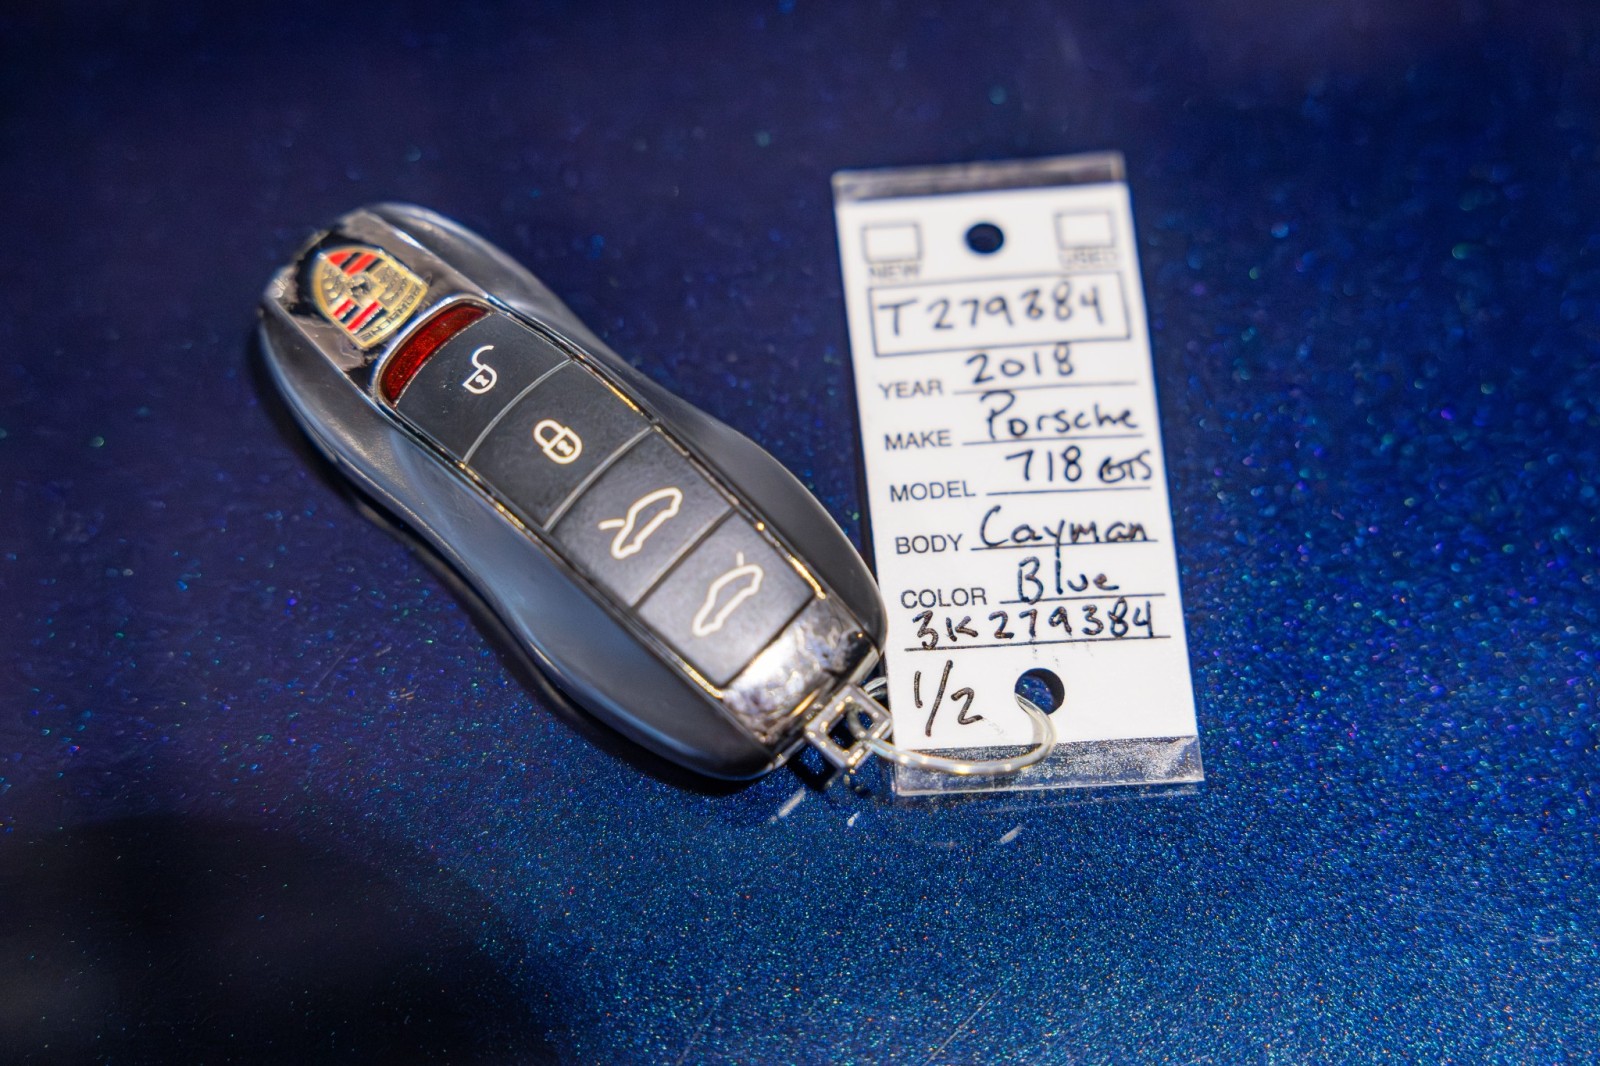 NEW USED
T279384
YEAR 2018
MAKE Porsche
MODEL 718 GTS
BODY Cayman
COLOR Blue
3K279384
1/2